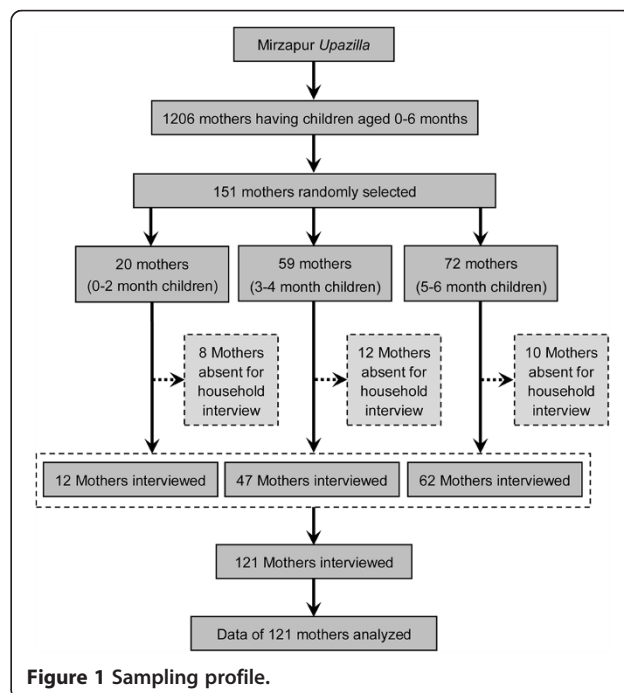 Mirzapur Upazilla
1206 mothers having children aged 0-6 months
151 mothers randomly selected
20 mothers
(0-2 month children)
59 mothers
(3-4 month children)
72 mothers
(5-6 month children)
8 Mothers
absent for
household
interview
12 Mothers
absent for
household
interview
10 Mothers
absent for
household
interview
12 Mothers interviewed
47 Mothers interviewed
62 Mothers interviewed
121 Mothers interviewed
Data of 121 mothers analyzed
Figure 1 Sampling profile.